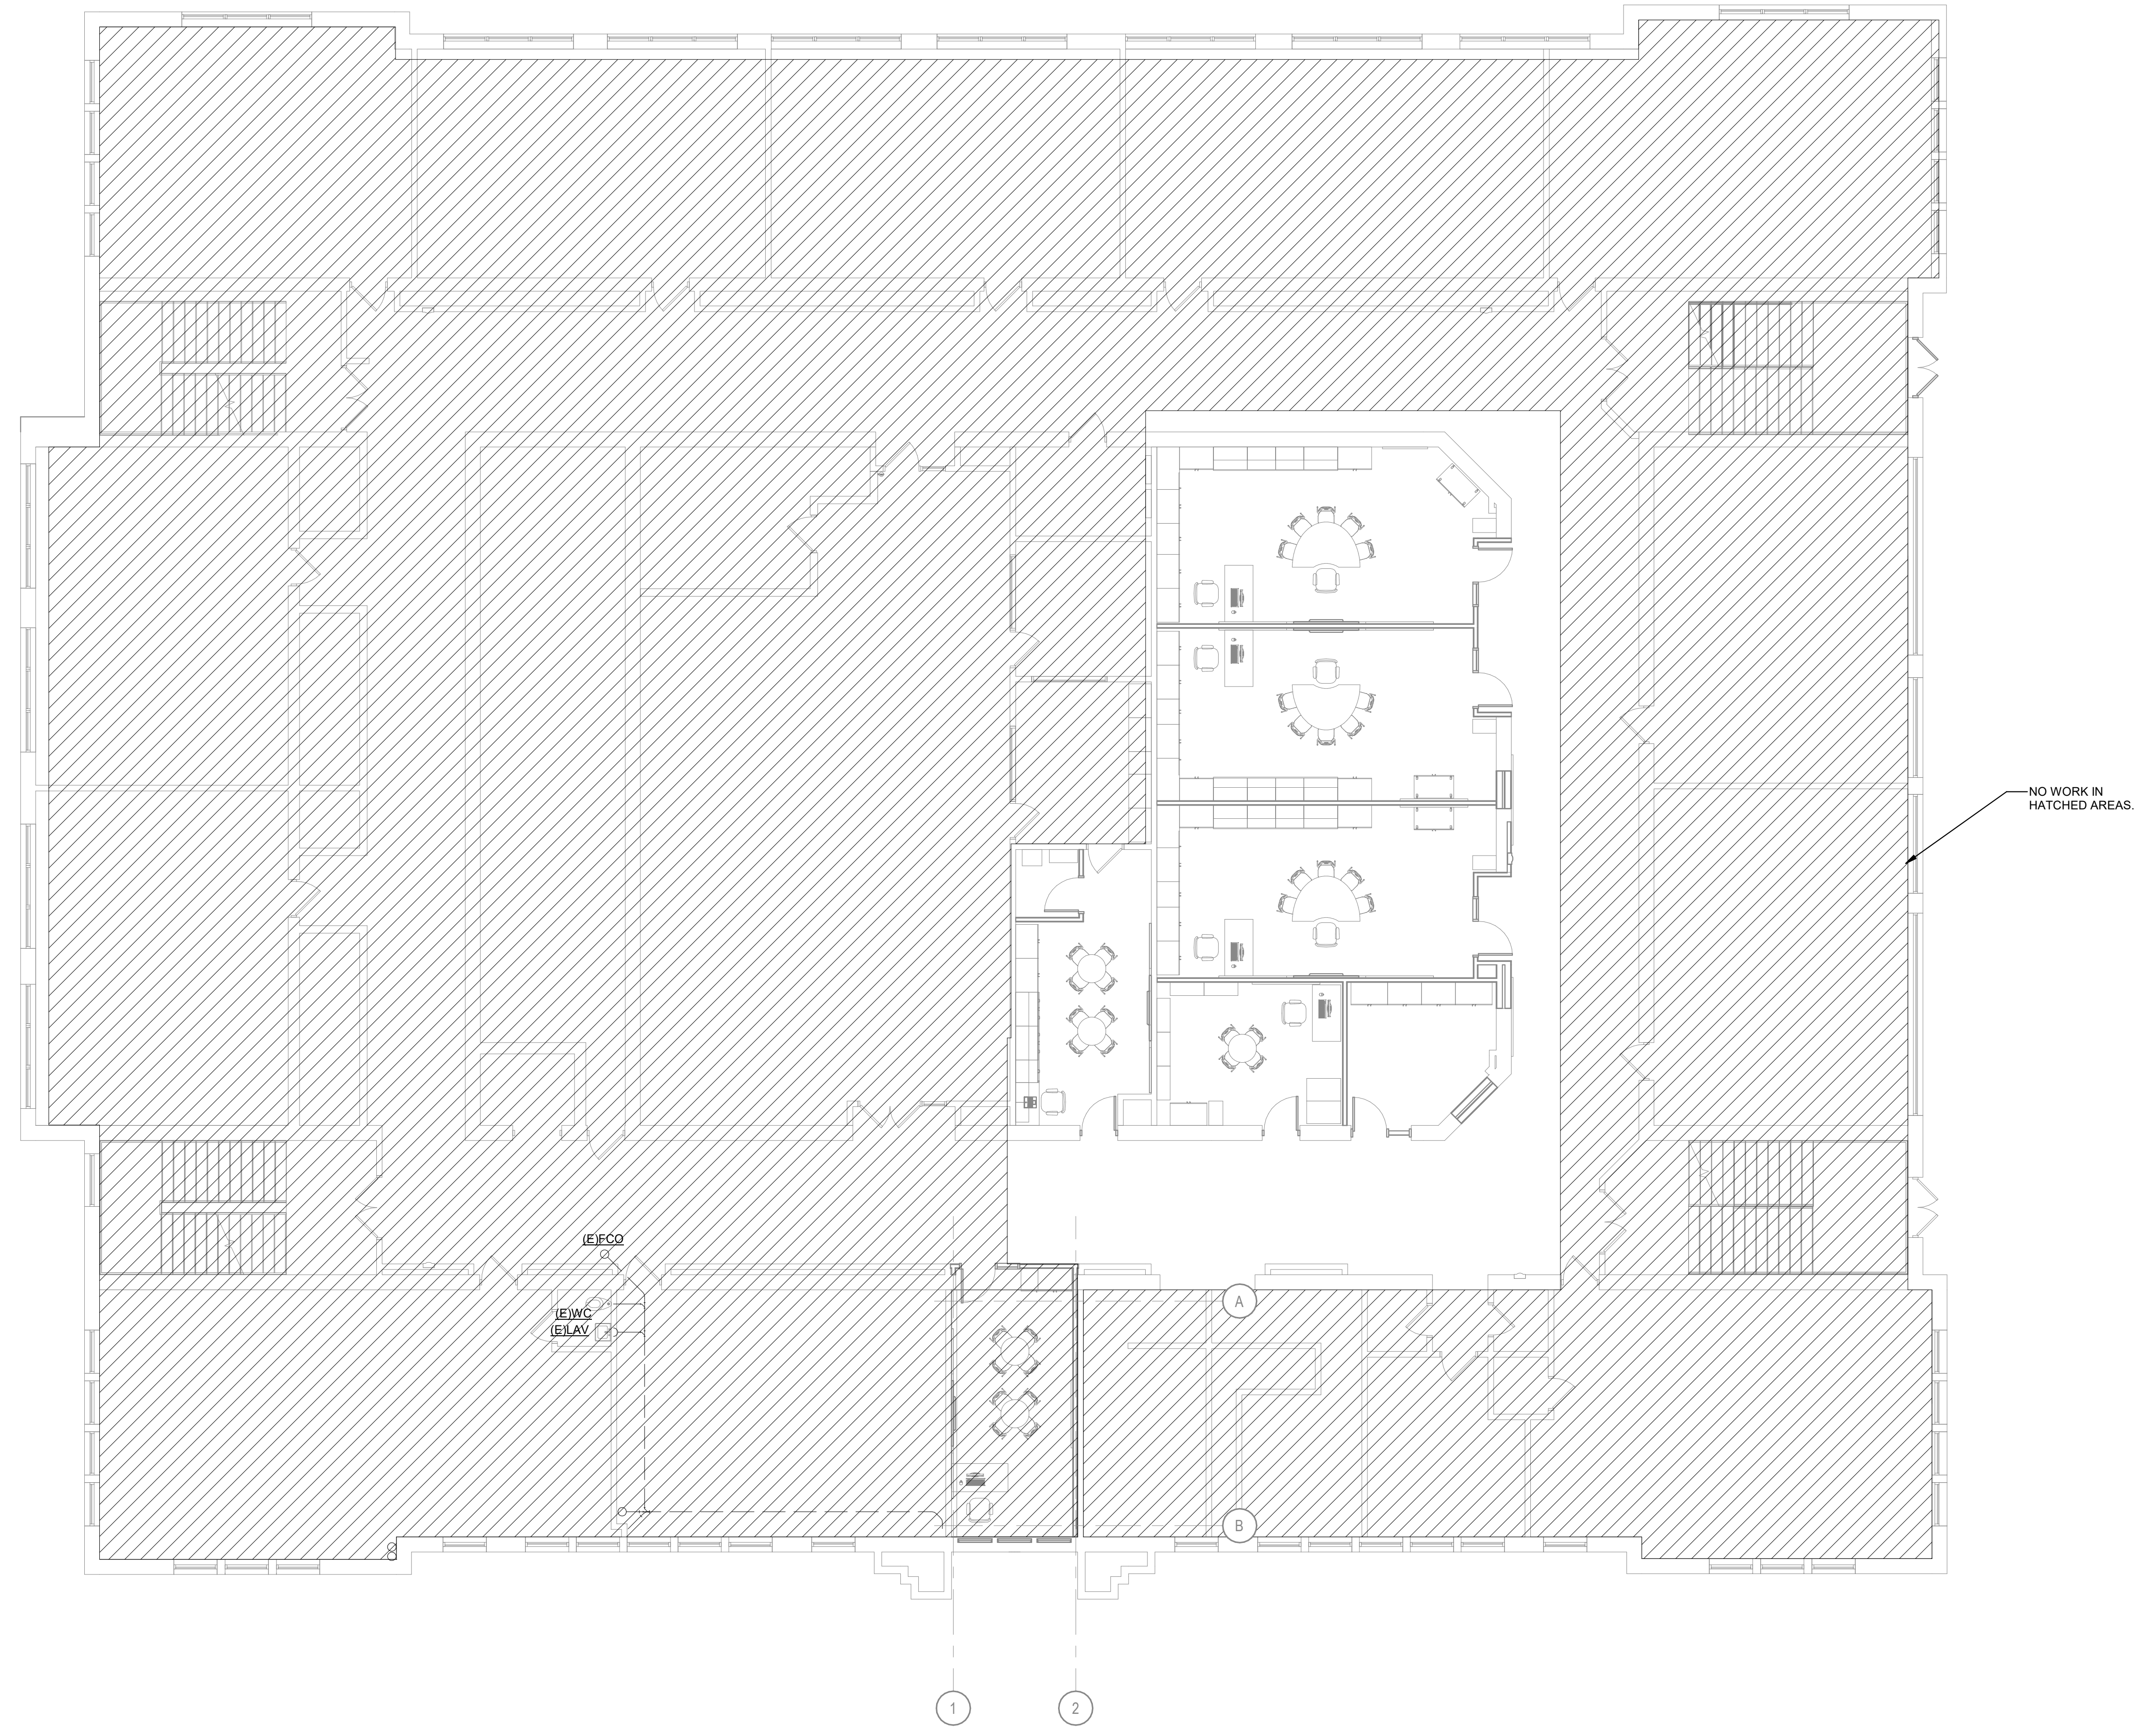 NO WORK IN
HATCHED AREAS.
(E)FCO
(E)WC
(E)LAV
A
B
1
2